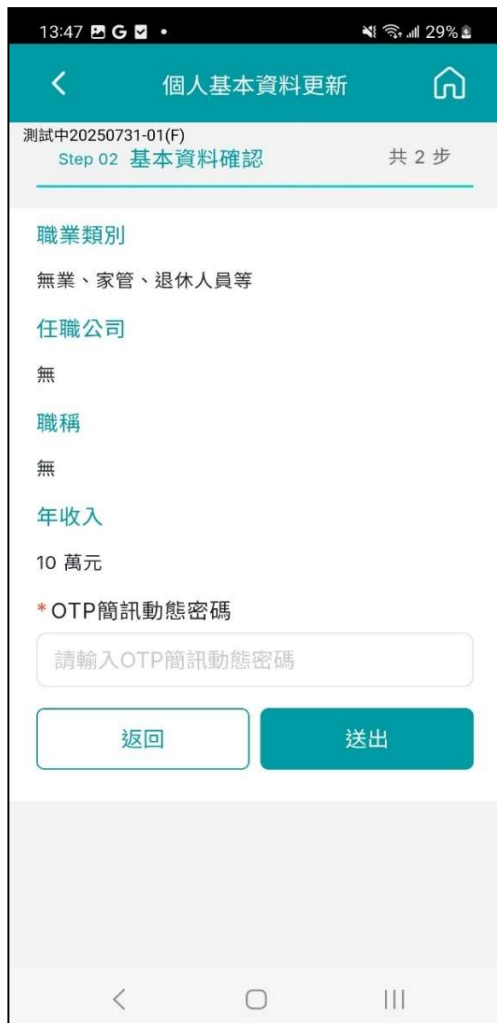 13:47 G 29%
個人基本資料更新
測試中20250731-01(F)
Step 02 基本資料確認 共 2 步
職業類別
無業、家管、退休人員等
任職公司
無
職稱
無
年收入
10 萬元
*OTP簡訊動態密碼
請輸入OTP簡訊動態密碼
返回 送出